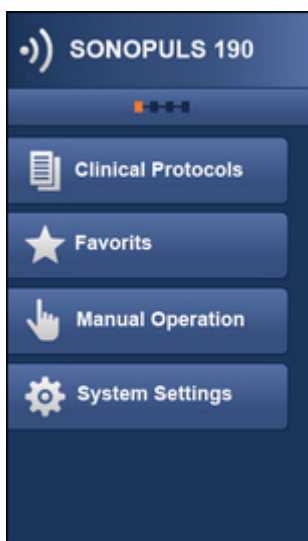 SONOPULS 190
Clinical Protocols
Favorits
Manual Operation
System Settings